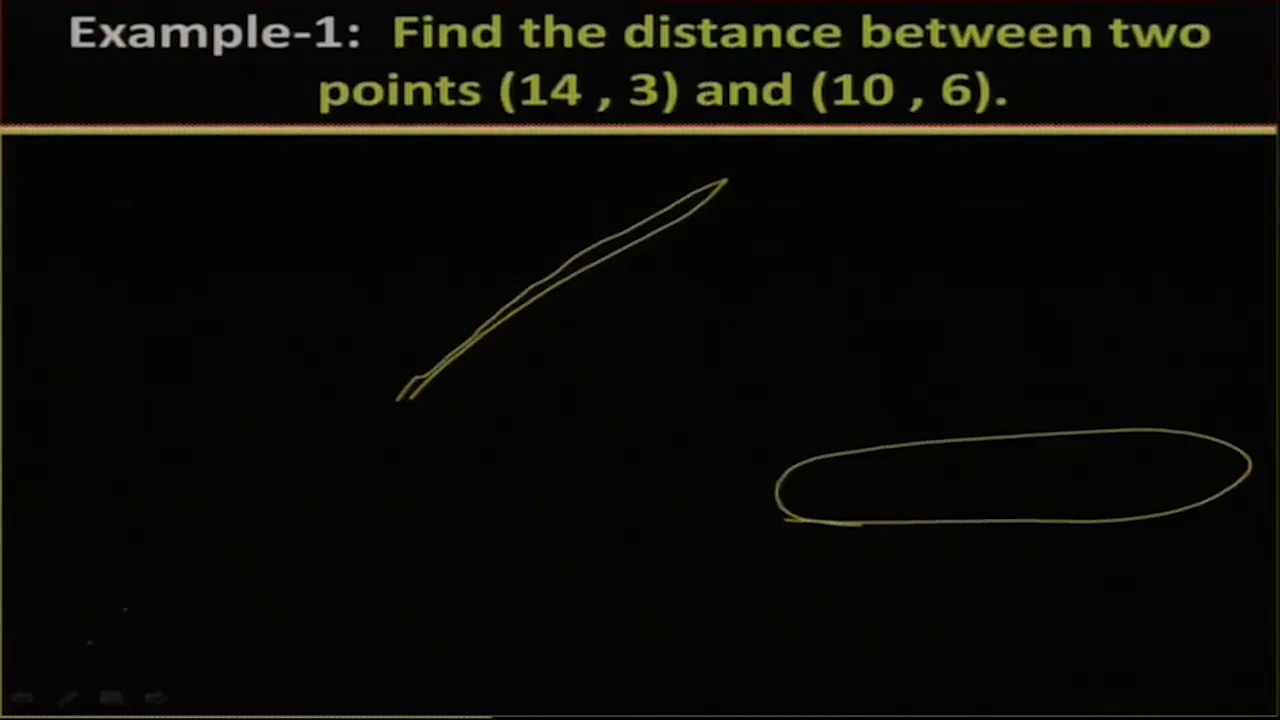 Example-1: Find the distance between two
points (14 , 3) and (10 , 6).